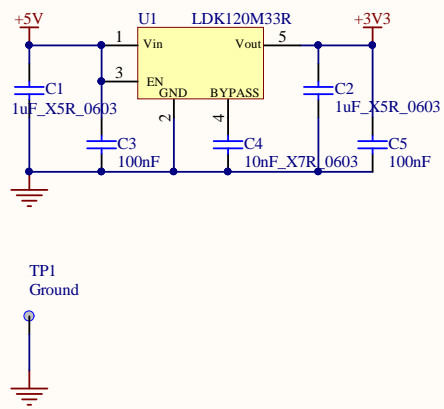 +5V
U1
LDK120M33R
+3V3
1
Vin
Vout
5
3
EN
GND
BYPASS
2
4
C1
1uF_X5R_0603
C2
1uF_X5R_0603
C3
100nF
C4
10nF_X7R_0603
C5
100nF
TP1
Ground